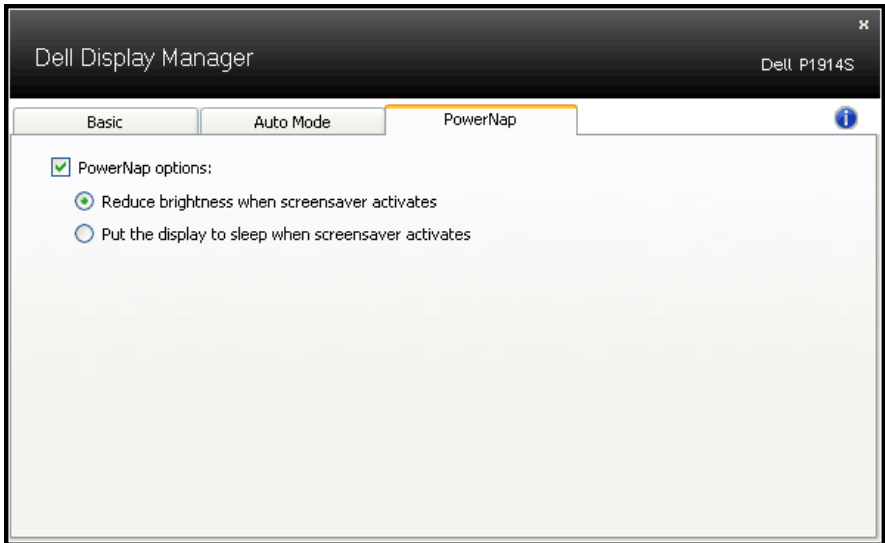 Dell Display Manager
Dell P1914S
Basic
Auto Mode
PowerNap
PowerNap options:
Reduce brightness when screensaver activates
Put the display to sleep when screensaver activates